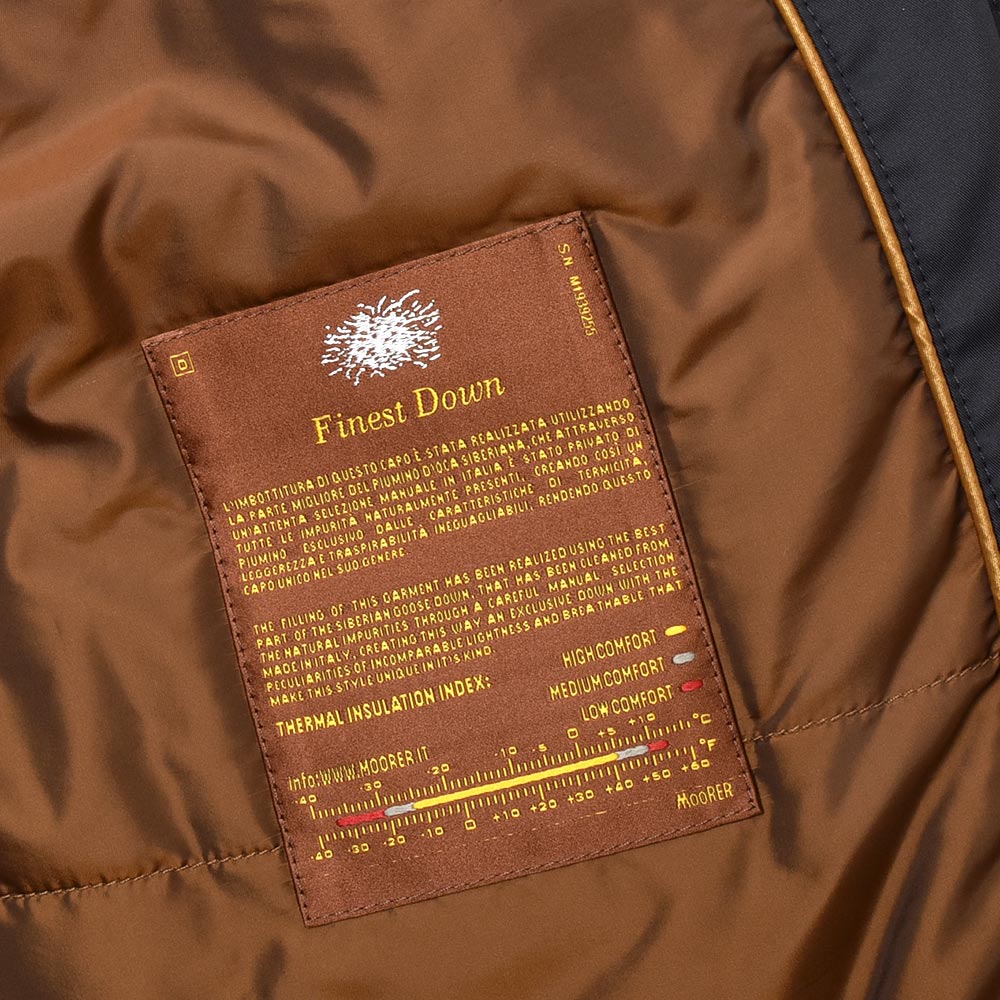 S.N. M1939255
D
Finest Down
L'IMBOTTITURA DI QUESTO CAPO È STATA REALIZZATA UTILIZZANDO
LA PARTE MIGLIORE DEL PIUMINO D'OCA SIBERIANA, CHE ATTRAVERSO
UN'ATTENTA SELEZIONE MANUALE IN ITALIA E' STATO PRIVATO DI
TUTTE LE IMPURITÀ NATURALMENTE PRESENTI, CREANDO COSÌ UN
PIUMINO ESCLUSIVO DALLE CARATTERISTICHE DI TERMICITÀ,
LEGGEREZZA E TRASPIRABILITÀ INEGUAGLIABILI, RENDENDO QUESTO
CAPO UNICO NEL SUO GENERE.
THE FILLING OF THIS GARMENT HAS BEEN REALIZED USING THE BEST
PART OF THE SIBERIAN GOOSE DOWN, THAT HAS BEEN CLEANED FROM
THE NATURAL IMPURITIES THROUGH A CAREFUL MANUAL SELECTION
MADE IN ITALY, CREATING THIS WAY AN EXCLUSIVE DOWN WITH THE
PECULIARITIES OF INCOMPARABLE LIGHTNESS AND BREATHABLE THAT
MAKE THIS STYLE UNIQUE IN IT'S KIND
THERMAL INSULATION INDEX:
HIGH COMFORT
MEDIUM COMFORT
LOW COMFORT
Info: WWW.MOORER.IT
-40 -30 -20 -10 -5 0 +5 +10 °C
-40 -30 -20 -10 0 +10 +20 +30 +40 +50 +60 °F
MOORER